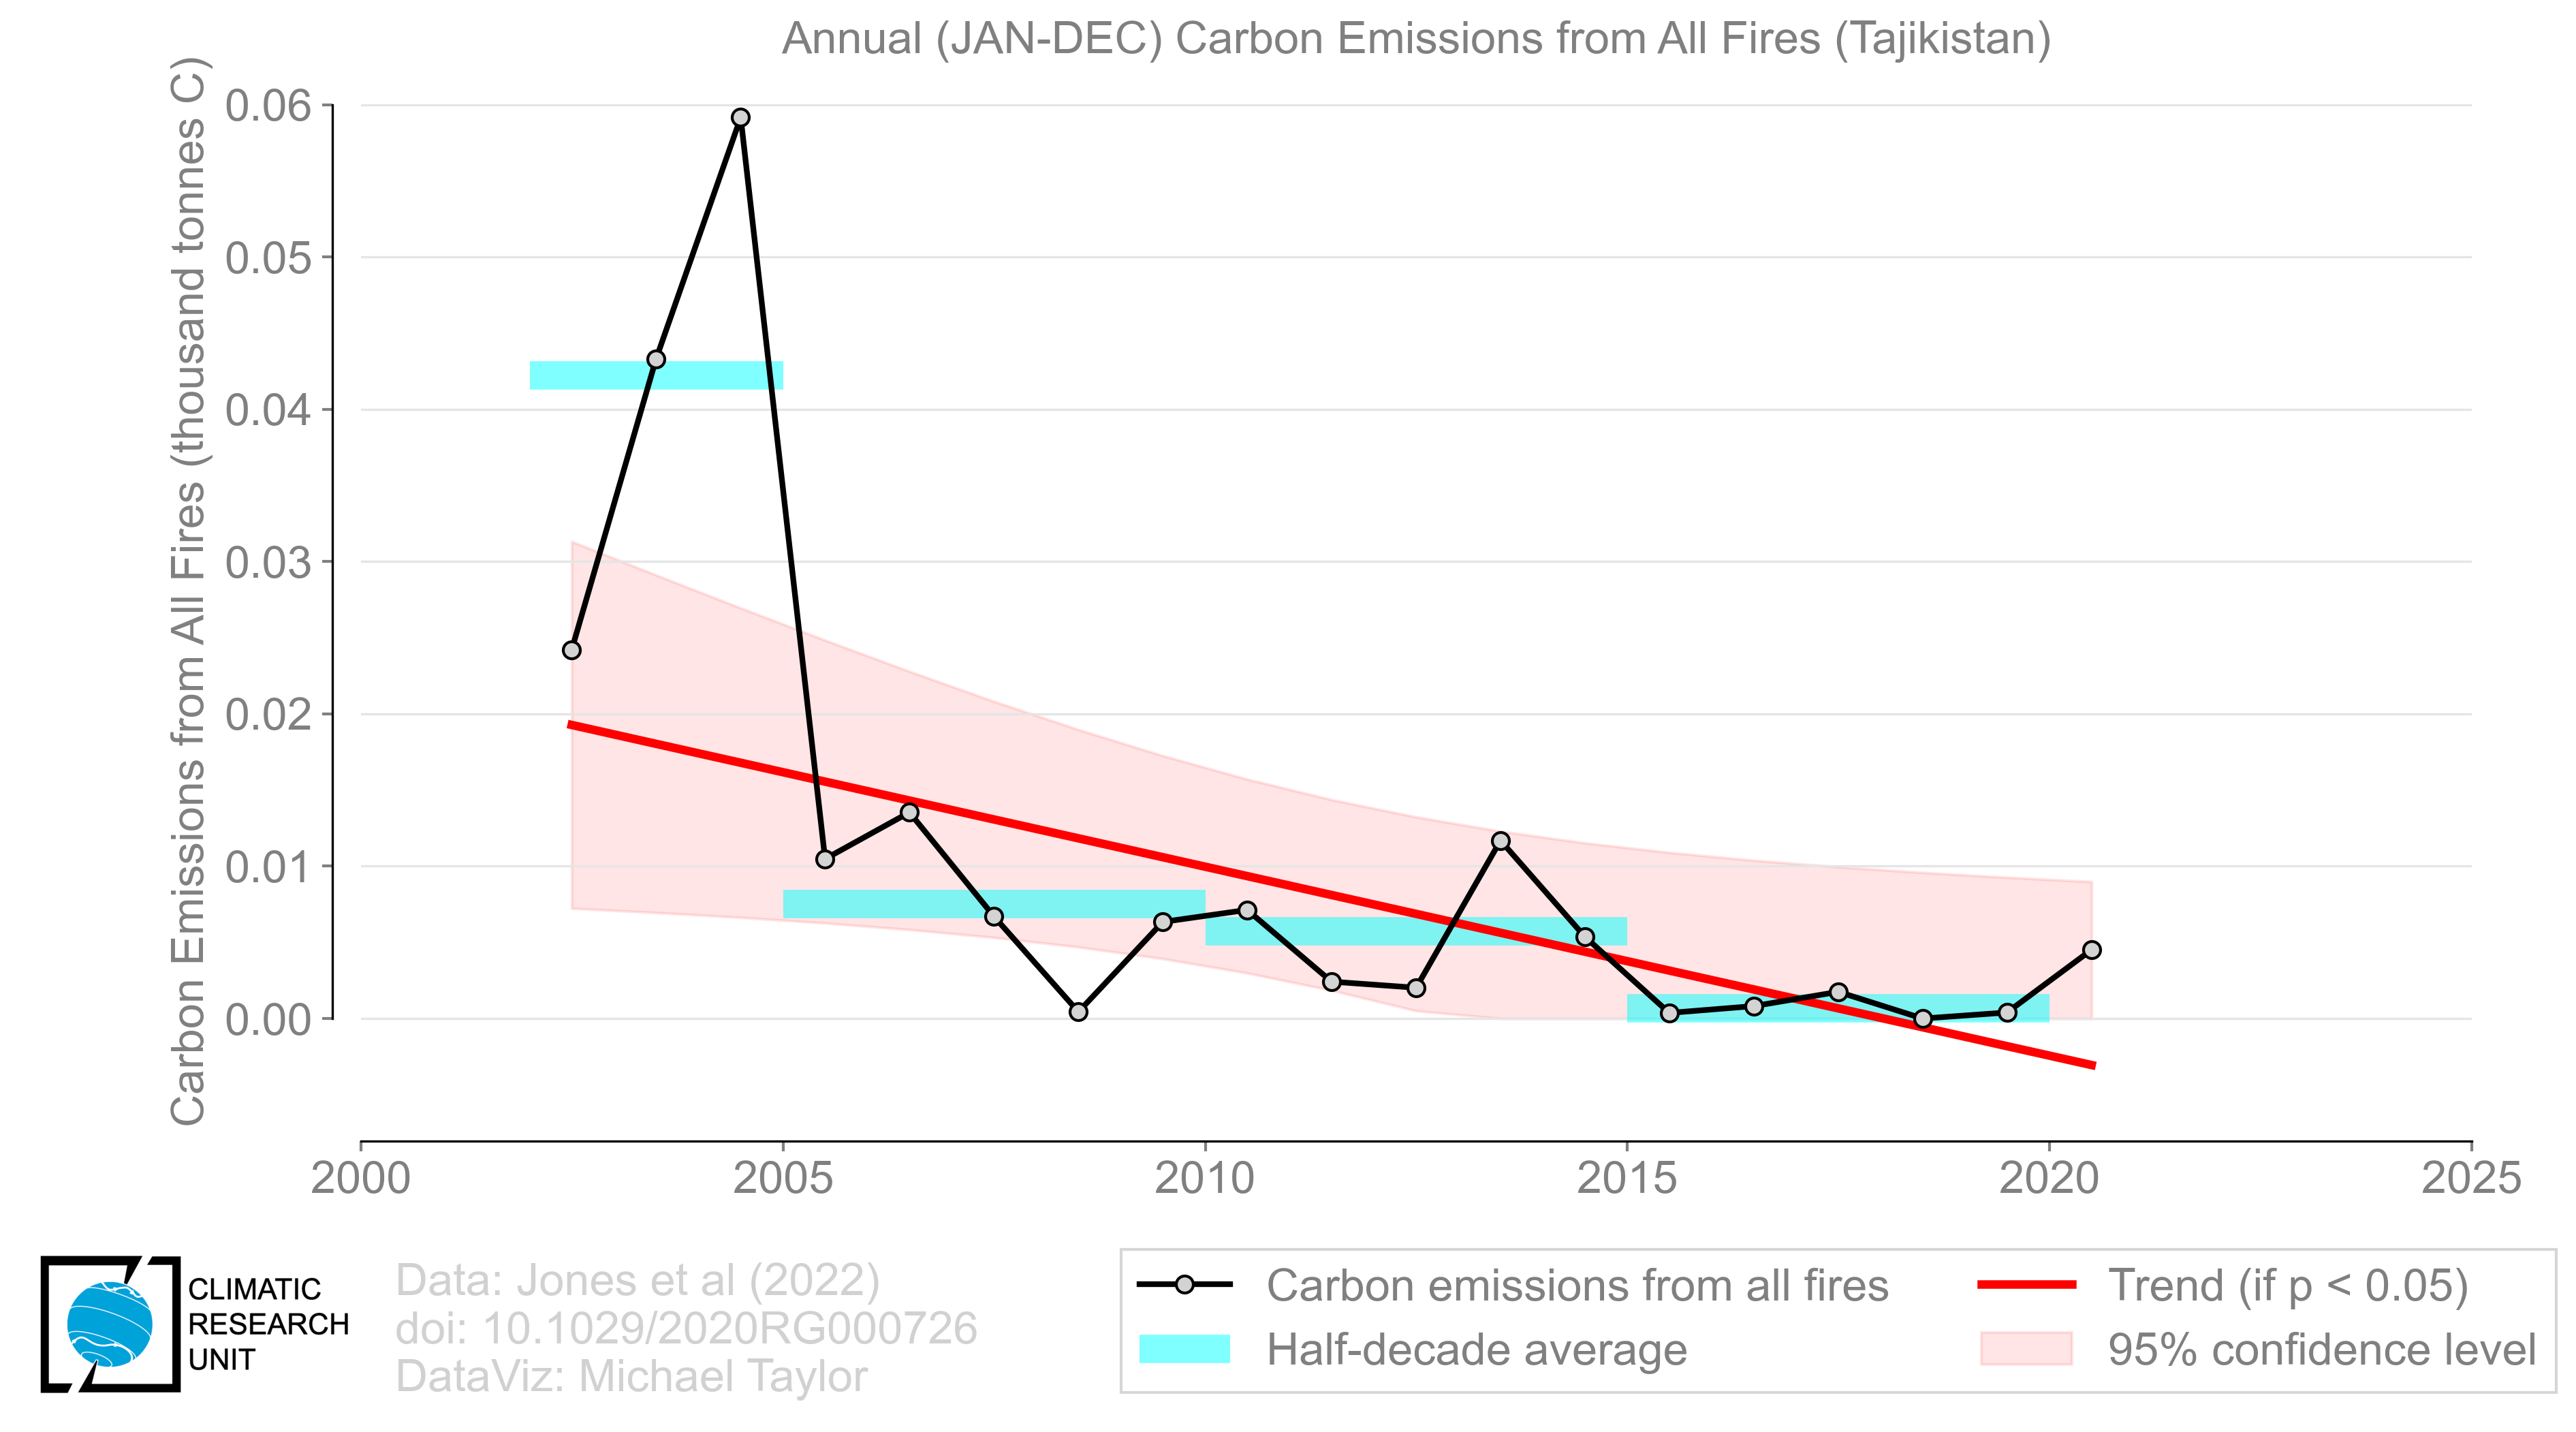 Annual (JAN-DEC) Carbon Emissions from All Fires (Tajikistan)
Carbon Emissions from All Fires (thousand tonnes C)
0.06
0.05
0.04
0.03
0.02
0.01
0.00
2000 2005 2010 2015 2020 2025
CLIMATIC
RESEARCH
UNIT
Data: Jones et al (2022)
doi: 10.1029/2020RG000726
DataViz: Michael Taylor
Carbon emissions from all fires
Half-decade average
Trend (if p < 0.05)
95% confidence level